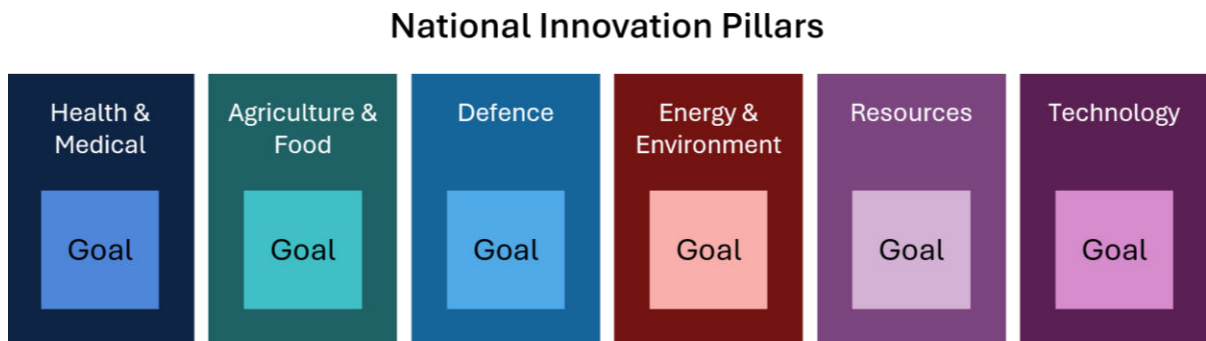 National Innovation Pillars
Health &
Medical
Goal
Agriculture &
Food
Goal
Defence
Goal
Energy &
Environment
Goal
Resources
Goal
Technology
Goal